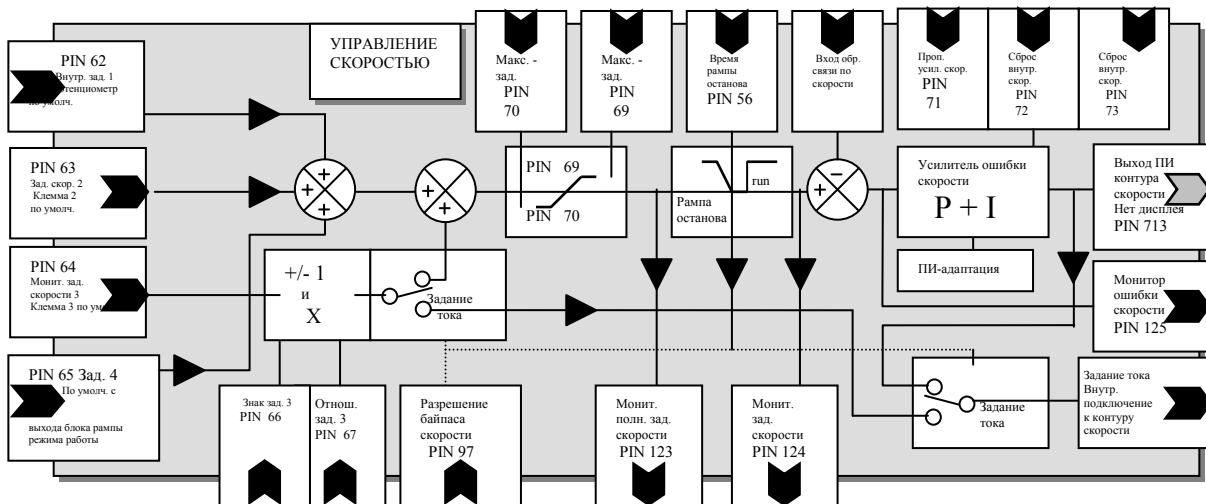 УПРАВЛЕНИЕ
СКОРОСТЬЮ
PIN 62
Внутр. зад. 1
по умолч.
PIN 63
Зад. скор. 2
Клемма 2
по умолч.
PIN 64
Монит. зад.
скорости 3
Клемма 3 по
PIN 65 Зад. 4
По умолч. с
выхода блока рампы
режима работы
Макс. -
зад.
PIN
70
Макс. -
зад.
PIN
69
Время
рампы
останова
PIN 56
Вход обр.
связи по
скорости
Проп.
усил. скор.
PIN
71
Сброс
внутр.
скор.
PIN
72
Сброс
внутр.
скор.
PIN
73
+
+
+
+
+
PIN 69
PIN 70
run
Рампа
останова
+
-
Усилитель ошибки
скорости
P + I
ПИ-адаптация
Выход ПИ
контура
скорости
Нет дисплея
PIN 713
Монитор
ошибки
скорости
PIN 125
+/- 1
и
X
Задание
тока
Задание
тока
Задание тока
Внутр.
подключение
к контуру
скорости
Знак зад. 3
PIN 66
Отнош.
зад. 3
PIN 67
Разрешение
байпаса
скорости
PIN 97
Монит.
полн. зад.
скорости
PIN 123
Монит.
зад.
скорости
PIN 124